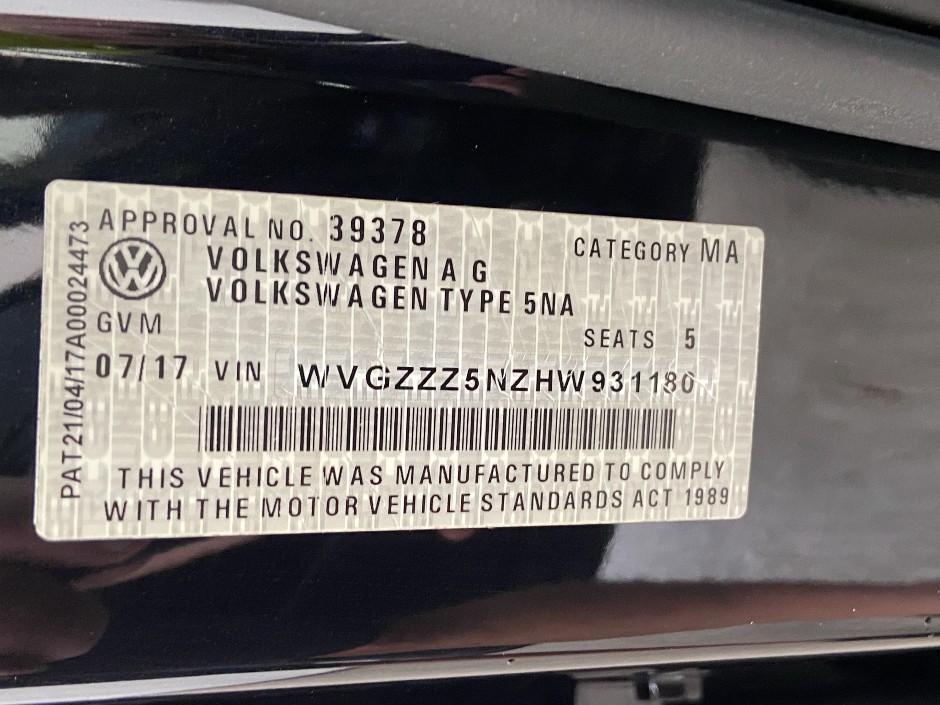 APPROVAL NO. 39378
CATEGORY MA
VOLKSWAGEN A G
VOLKSWAGEN TYPE 5NA
GVM
SEATS 5
07/17 VIN WVGZZZ5NZHW931180
THIS VEHICLE WAS MANUFACTURED TO COMPLY
WITH THE MOTOR VEHICLE STANDARDS ACT 1989
PAT21/04/17A00024473